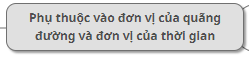 Phụ thuộc vào đơn vị của quãng
đường và đơn vị của thời gian